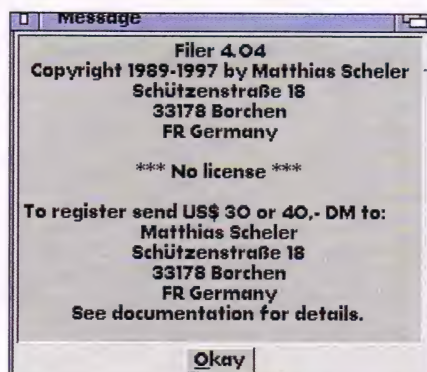 Message
Filer 4.04
Copyright 1989-1997 by Matthias Scheler
Schützenstraße 18
33178 Borchen
FR Germany
*** No license ***
To register send US$ 30 or 40,- DM to:
Matthias Scheler
Schützenstraße 18
33178 Borchen
FR Germany
See documentation for details.
Okay